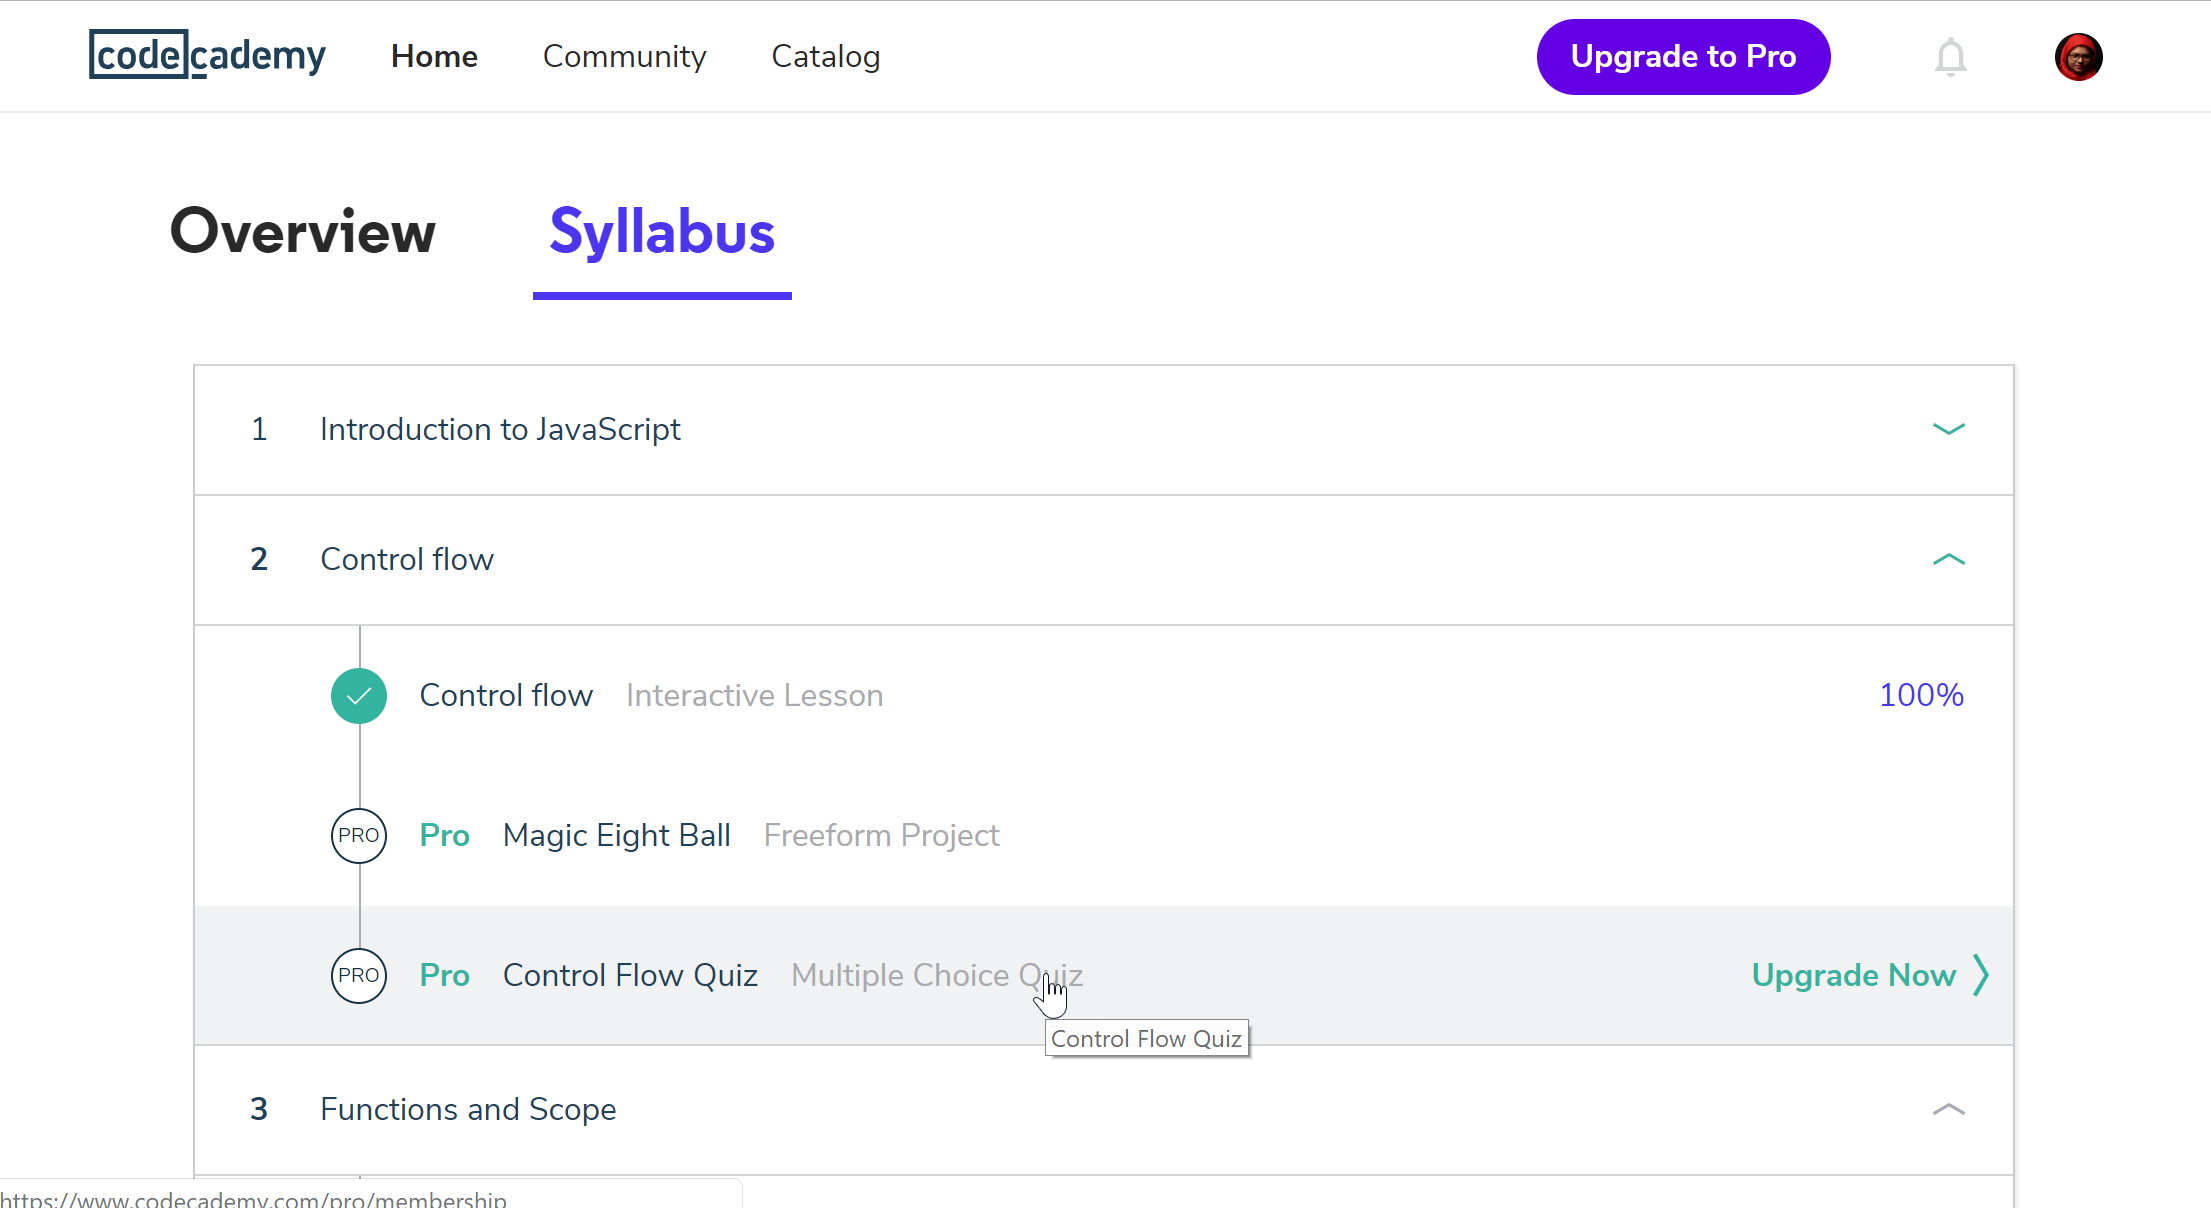 codecademy Home Community Catalog Upgrade to Pro
Overview Syllabus
1 Introduction to JavaScript
2 Control flow
Control flow Interactive Lesson 100%
PRO Pro Magic Eight Ball Freeform Project
PRO Pro Control Flow Quiz Multiple Choice Quiz Upgrade Now
Control Flow Quiz
3 Functions and Scope
https://www.codecademy.com/pro/membership